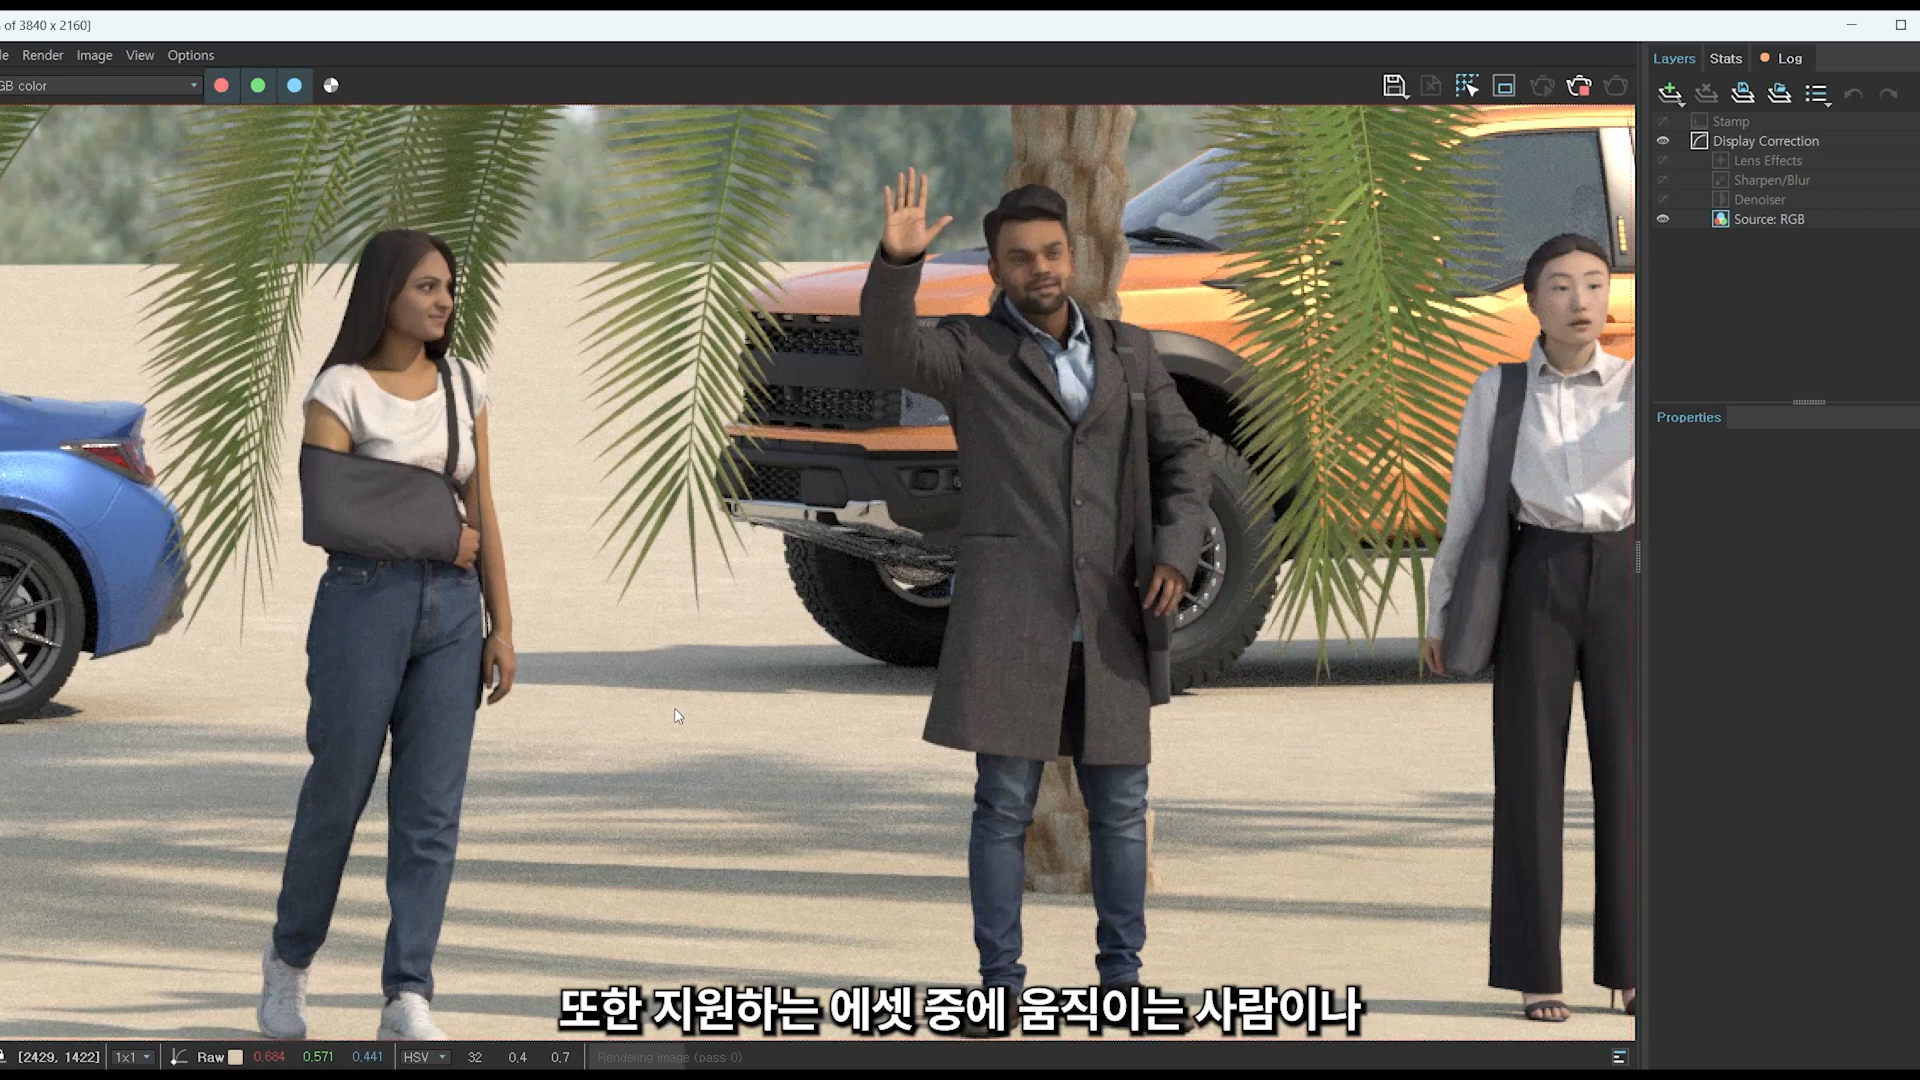 of 3840 x 2160]
le Render Image View Options
GB color
Layers Stats Log
Stamp
Display Correction
Lens Effects
Sharpen/Blur
Denoiser
Source: RGB
Properties
또한 지원하는 에셋 중에 움직이는 사람이나
[2429, 1422] 1x1 Raw 0,684 0,571 0,441 HSV 32 0,4 0,7 Rendering image (pass 0)